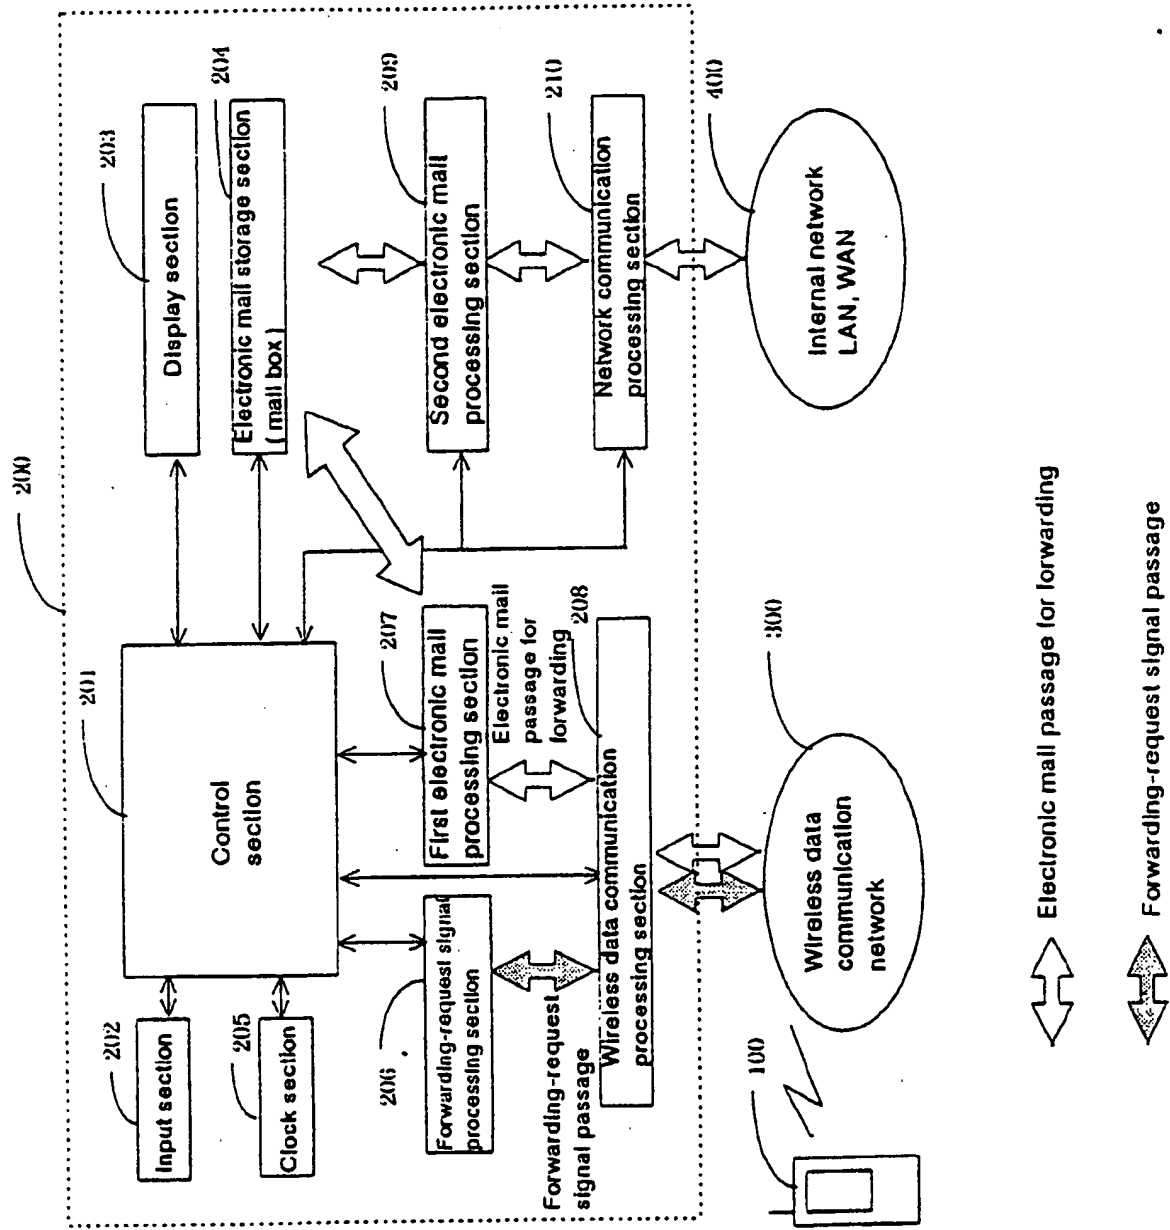 200
201
Control
section
202
Input section
205
Clock section
203
Display section
204
Electronic mail storage section
( mail box )
206
Forwarding-request signal
processing section
207
First electronic mail
processing section
209
Second electronic mail
processing section
Electronic mail
passage for
forwarding
Forwarding-request
signal passage
208
Wireless data communication
processing section
210
Network communication
processing section
100
300
Wireless data
communication
network
400
Internal network
LAN, WAN
Electronic mail passage for forwarding
Forwarding-request signal passage